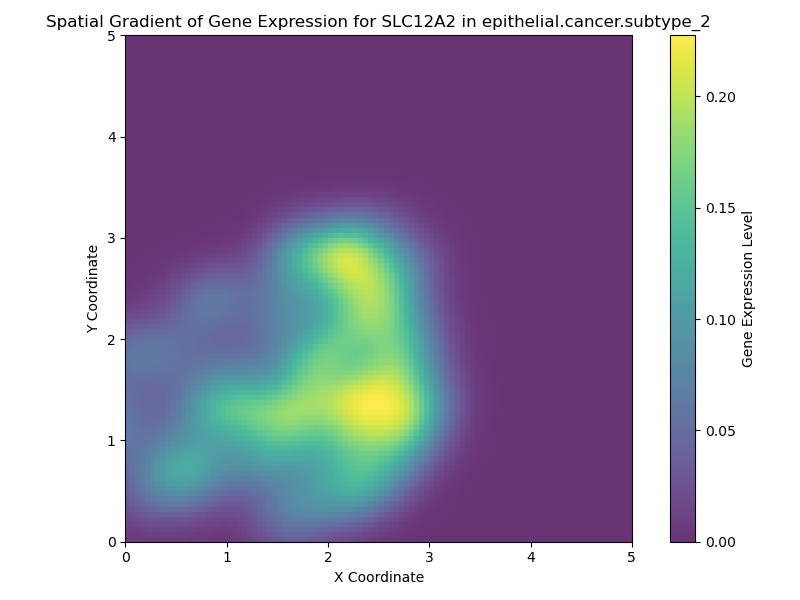 Spatial Gradient of Gene Expression for SLC12A2 in epithelial.cancer.subtype_2
5
4
3
2
1
0
Y Coordinate
0 1 2 3 4 5
X Coordinate
0.20
0.15
0.10
0.05
0.00
Gene Expression Level